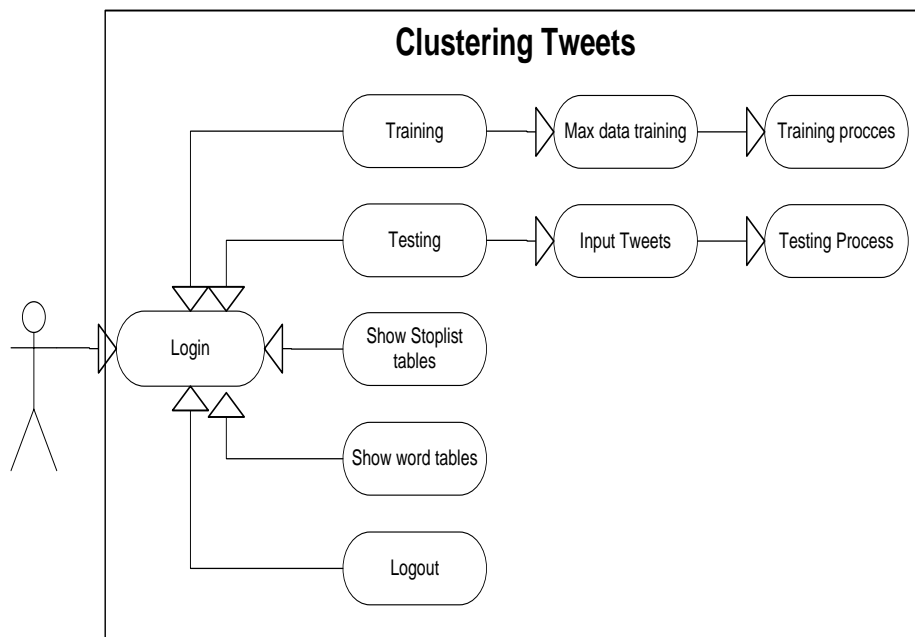 Clustering Tweets
Training
Max data training
Training procces
Testing
Input Tweets
Testing Process
Login
Show Stoplist
tables
Show word tables
Logout